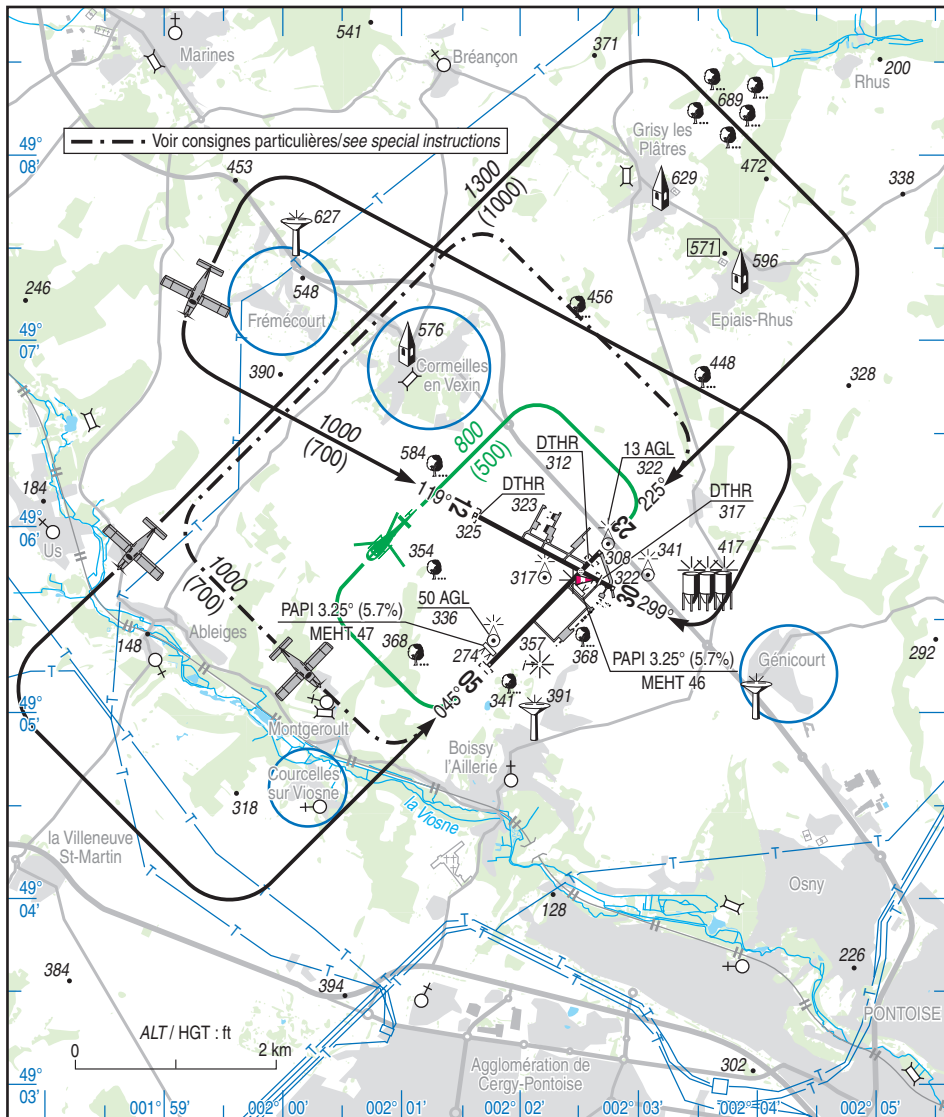 541
371
200
Marines
Bréançon
Rhus
689
Voir consignes particulières/see special instructions
Grisy les
Plâtres
49°
08'
453
1300
(1000)
472
629
338
627
571
596
246
548
456
Epiais-Rhus
Frémécourt
49°
07'
576
Cormeilles
en Vexin
390
448
328
1000
(700)
800
(500)
DTHR
312
13 AGL
322
584
119°
12
DTHR
323
325
225°
DTHR
317
184
49°
06'
Us
23
354
308
341
417
317
322
30
299°
1000
(700)
50 AGL
336
PAPI 3.25° (5.7%)
MEHT 47
Ableiges
148
357
368
368
274
PAPI 3.25° (5.7%)
MEHT 46
Génicourt
292
05
045°
341
391
49°
05'
Montgeroult
Boissy
l'Aillerie
Courcelles
sur Viosne
318
la Viosne
la Villeneuve
St-Martin
49°
04'
Osny
128
226
384
394
PONTOISE
ALT / HGT : ft
0
2 km
Agglomération de
Cergy-Pontoise
302
49°
03'
001° 59'
002° 00'
002° 01'
002° 02'
002° 03'
002° 04'
002° 05'
T
T
T
T
T
T
T
T
T
T
T
T
T
T